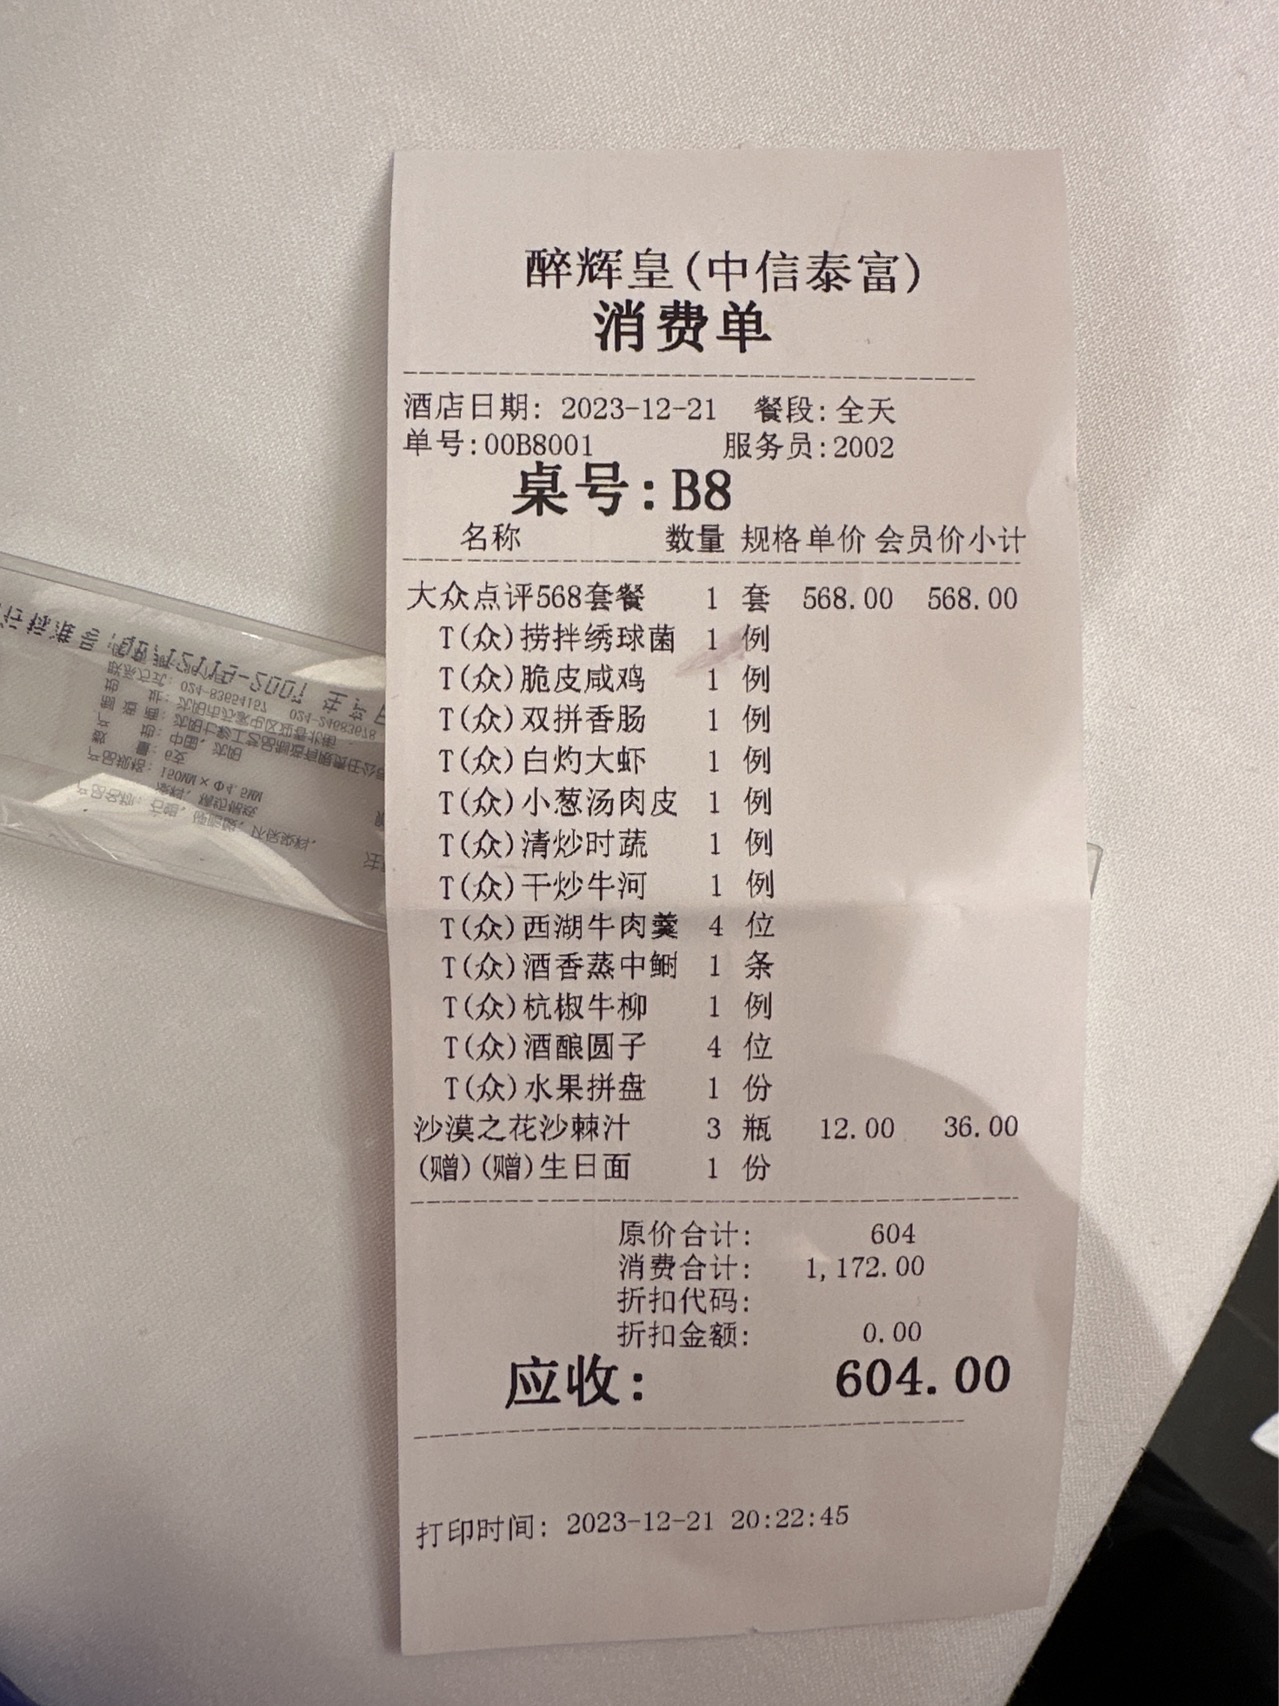 醉辉皇(中信泰富)
消费单
酒店日期: 2023-12-21 餐段:全天
单号:00B8001 服务员:2002
桌号:B8
名称 数量 规格 单价 会员价 小计
大众点评568套餐 1 套 568.00 568.00
T(众)捞拌绣球菌 1 例
T(众)脆皮咸鸡 1 例
T(众)双拼香肠 1 例
T(众)白灼大虾 1 例
T(众)小葱汤肉皮 1 例
T(众)清炒时蔬 1 例
T(众)干炒牛河 1 例
T(众)西湖牛肉羹 4 位
T(众)酒香蒸中鲥 1 条
T(众)杭椒牛柳 1 例
T(众)酒酿圆子 4 位
T(众)水果拼盘 1 份
沙漠之花沙棘汁 3 瓶 12.00 36.00
(赠)(赠)生日面 1 份
原价合计: 604
消费合计: 1,172.00
折扣代码:
折扣金额: 0.00
应收: 604.00
打印时间: 2023-12-21 20:22:45
024-83654157 024-24683678
150MM×Φ4.5MM